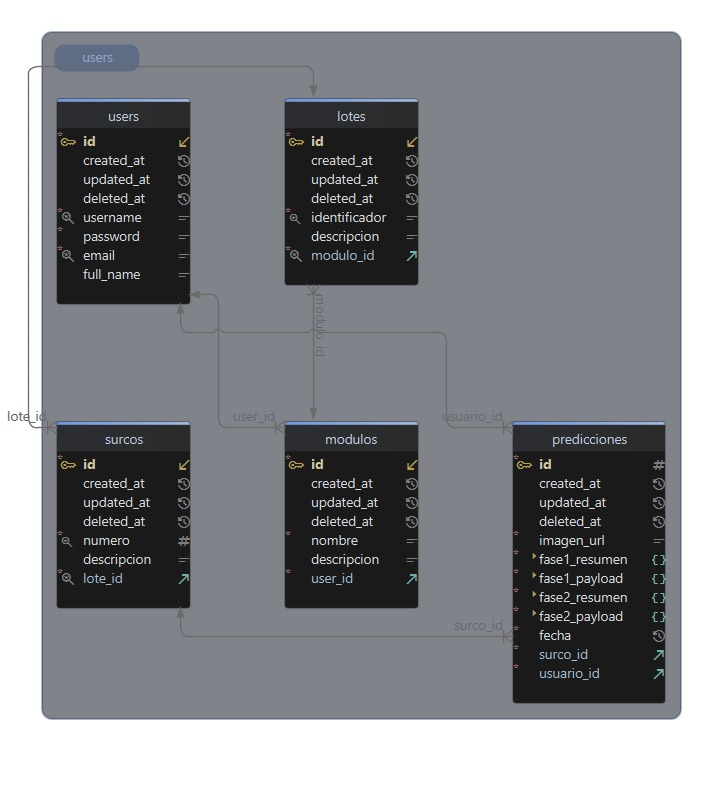 users
users
id
created_at
updated_at
deleted_at
username
password
email
full_name
lotes
id
created_at
updated_at
deleted_at
identificador
descripcion
modulo_id
modulo_id
lote_id
user_id
usuario_id
surcos
id
created_at
updated_at
deleted_at
numero
#
descripcion
lote_id
modulos
id
created_at
updated_at
deleted_at
nombre
descripcion
user_id
predicciones
id
#
created_at
updated_at
deleted_at
imagen_url
fase1_resumen
{}
fase1_payload
{}
fase2_resumen
{}
fase2_payload
{}
fecha
surco_id
usuario_id
surco_id